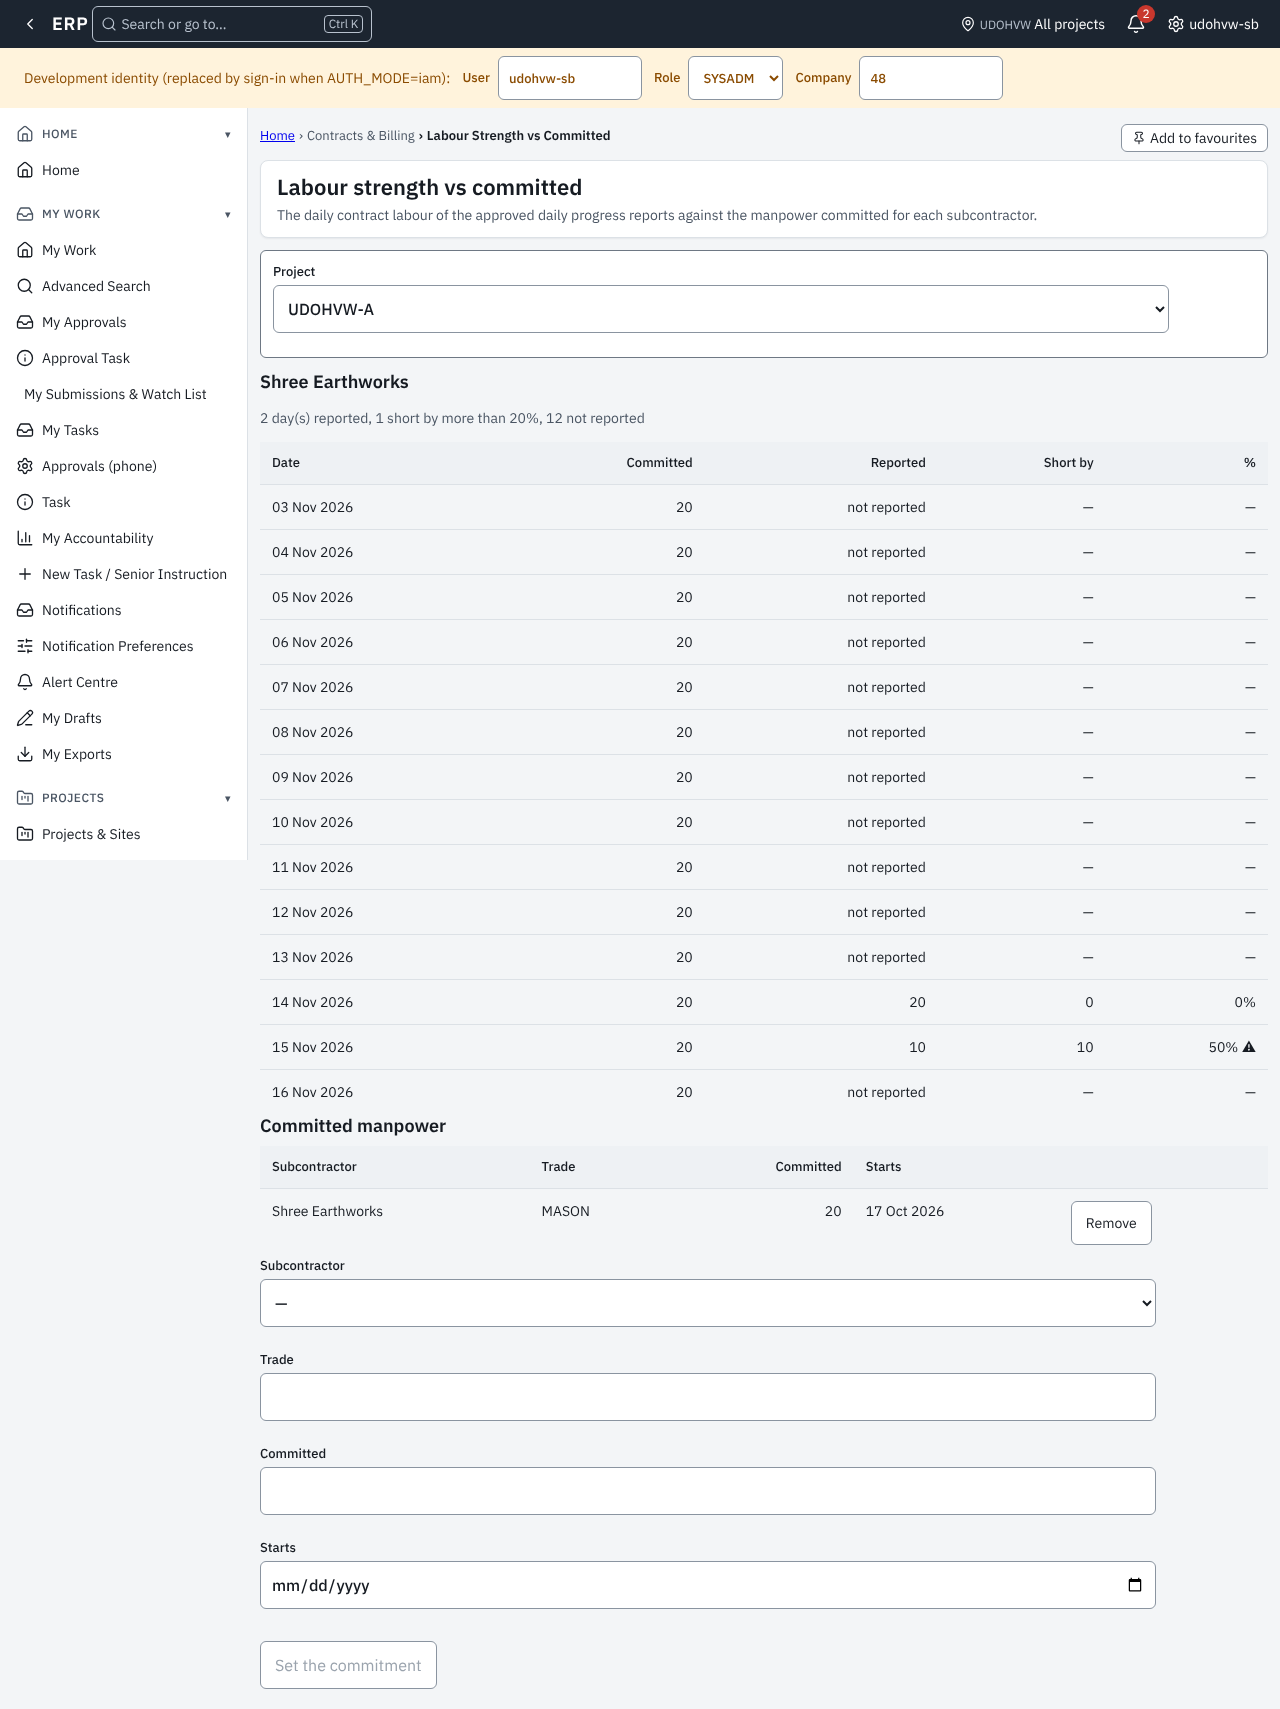 ERP
Search or go to...
Ctrl K
UDOHVW All projects
2
udohvw-sb
Development identity (replaced by sign-in when AUTH_MODE=iam):
User
udohvw-sb
Role
SYSADM
Company
48
HOME
Home
MY WORK
My Work
Advanced Search
My Approvals
Approval Task
My Submissions & Watch List
My Tasks
Approvals (phone)
Task
My Accountability
New Task / Senior Instruction
Notifications
Notification Preferences
Alert Centre
My Drafts
My Exports
PROJECTS
Projects & Sites
Home › Contracts & Billing › Labour Strength vs Committed
Add to favourites
Labour strength vs committed
The daily contract labour of the approved daily progress reports against the manpower committed for each subcontractor.
Project
UDOHVW-A
Shree Earthworks
2 day(s) reported, 1 short by more than 20%, 12 not reported
Date Committed Reported Short by %
03 Nov 2026 20 not reported — —
04 Nov 2026 20 not reported — —
05 Nov 2026 20 not reported — —
06 Nov 2026 20 not reported — —
07 Nov 2026 20 not reported — —
08 Nov 2026 20 not reported — —
09 Nov 2026 20 not reported — —
10 Nov 2026 20 not reported — —
11 Nov 2026 20 not reported — —
12 Nov 2026 20 not reported — —
13 Nov 2026 20 not reported — —
14 Nov 2026 20 20 0 0%
15 Nov 2026 20 10 10 50% ⚠
16 Nov 2026 20 not reported — —
Committed manpower
Subcontractor Trade Committed Starts
Shree Earthworks MASON 20 17 Oct 2026 Remove
Subcontractor
—
Trade
Committed
Starts
mm/dd/yyyy
Set the commitment